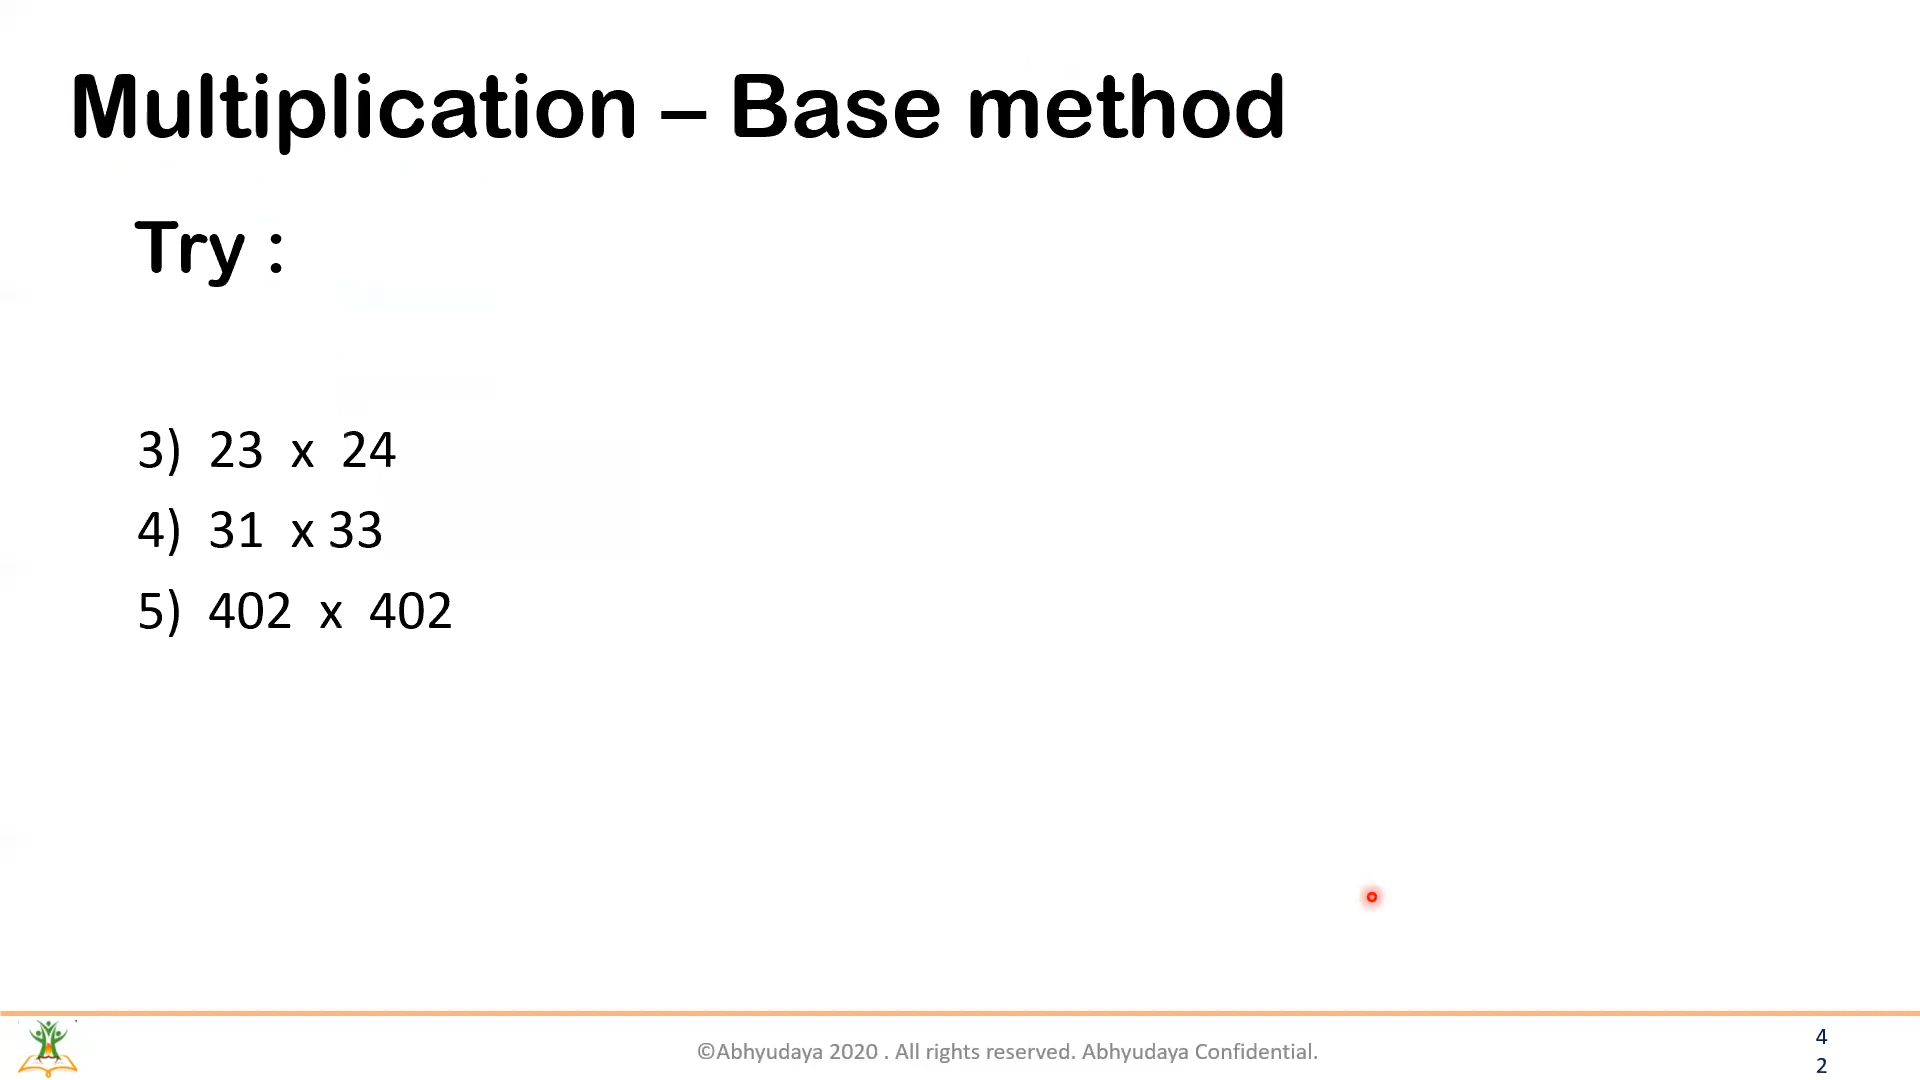 Multiplication – Base method
Try :
3) 23 x 24
4) 31 x 33
5) 402 x 402
©Abhyudaya 2020 . All rights reserved. Abhyudaya Confidential.
4
2